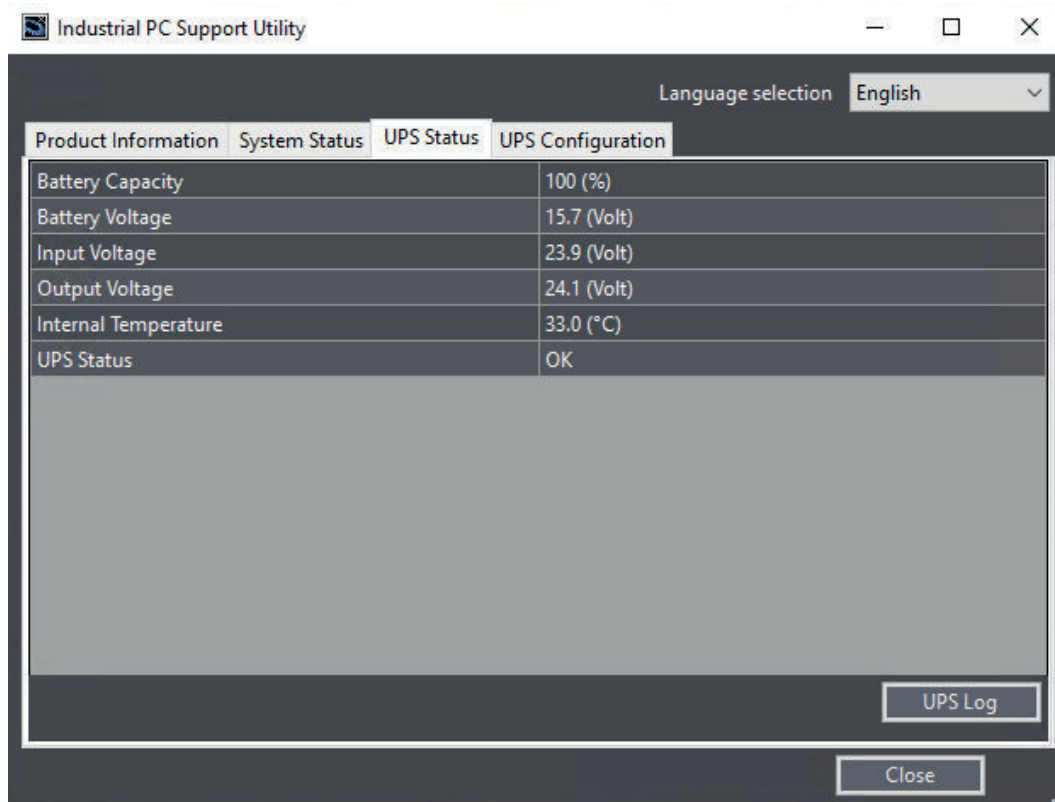 Industrial PC Support Utility
Language selection English
Product Information System Status UPS Status UPS Configuration
Battery Capacity 100 (%)
Battery Voltage 15.7 (Volt)
Input Voltage 23.9 (Volt)
Output Voltage 24.1 (Volt)
Internal Temperature 33.0 (°C)
UPS Status OK
UPS Log
Close